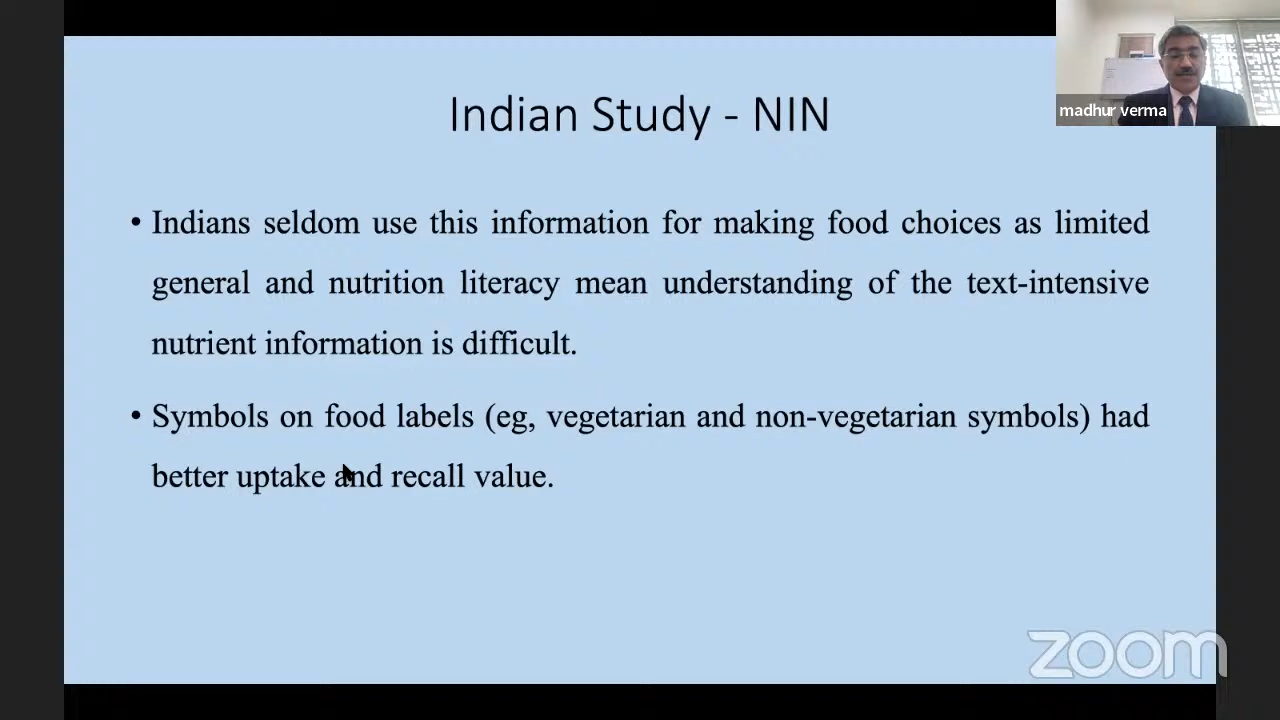 Indian Study - NIN
madhur verma
• Indians seldom use this information for making food choices as limited
general and nutrition literacy mean understanding of the text-intensive
nutrient information is difficult.
• Symbols on food labels (eg, vegetarian and non-vegetarian symbols) had
better uptake and recall value.
zoom